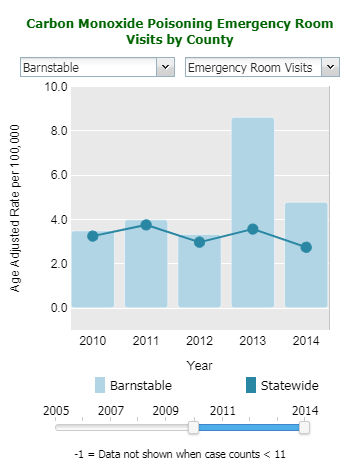 Carbon Monoxide Poisoning Emergency Room
Visits by County
Barnstable
Emergency Room Visits
Age Adjusted Rate per 100,000
10.0
8.0
6.0
4.0
2.0
0.0
2010 2011 2012 2013 2014
Year
Barnstable Statewide
2005 2007 2009 2011 2014
-1 = Data not shown when case counts < 11